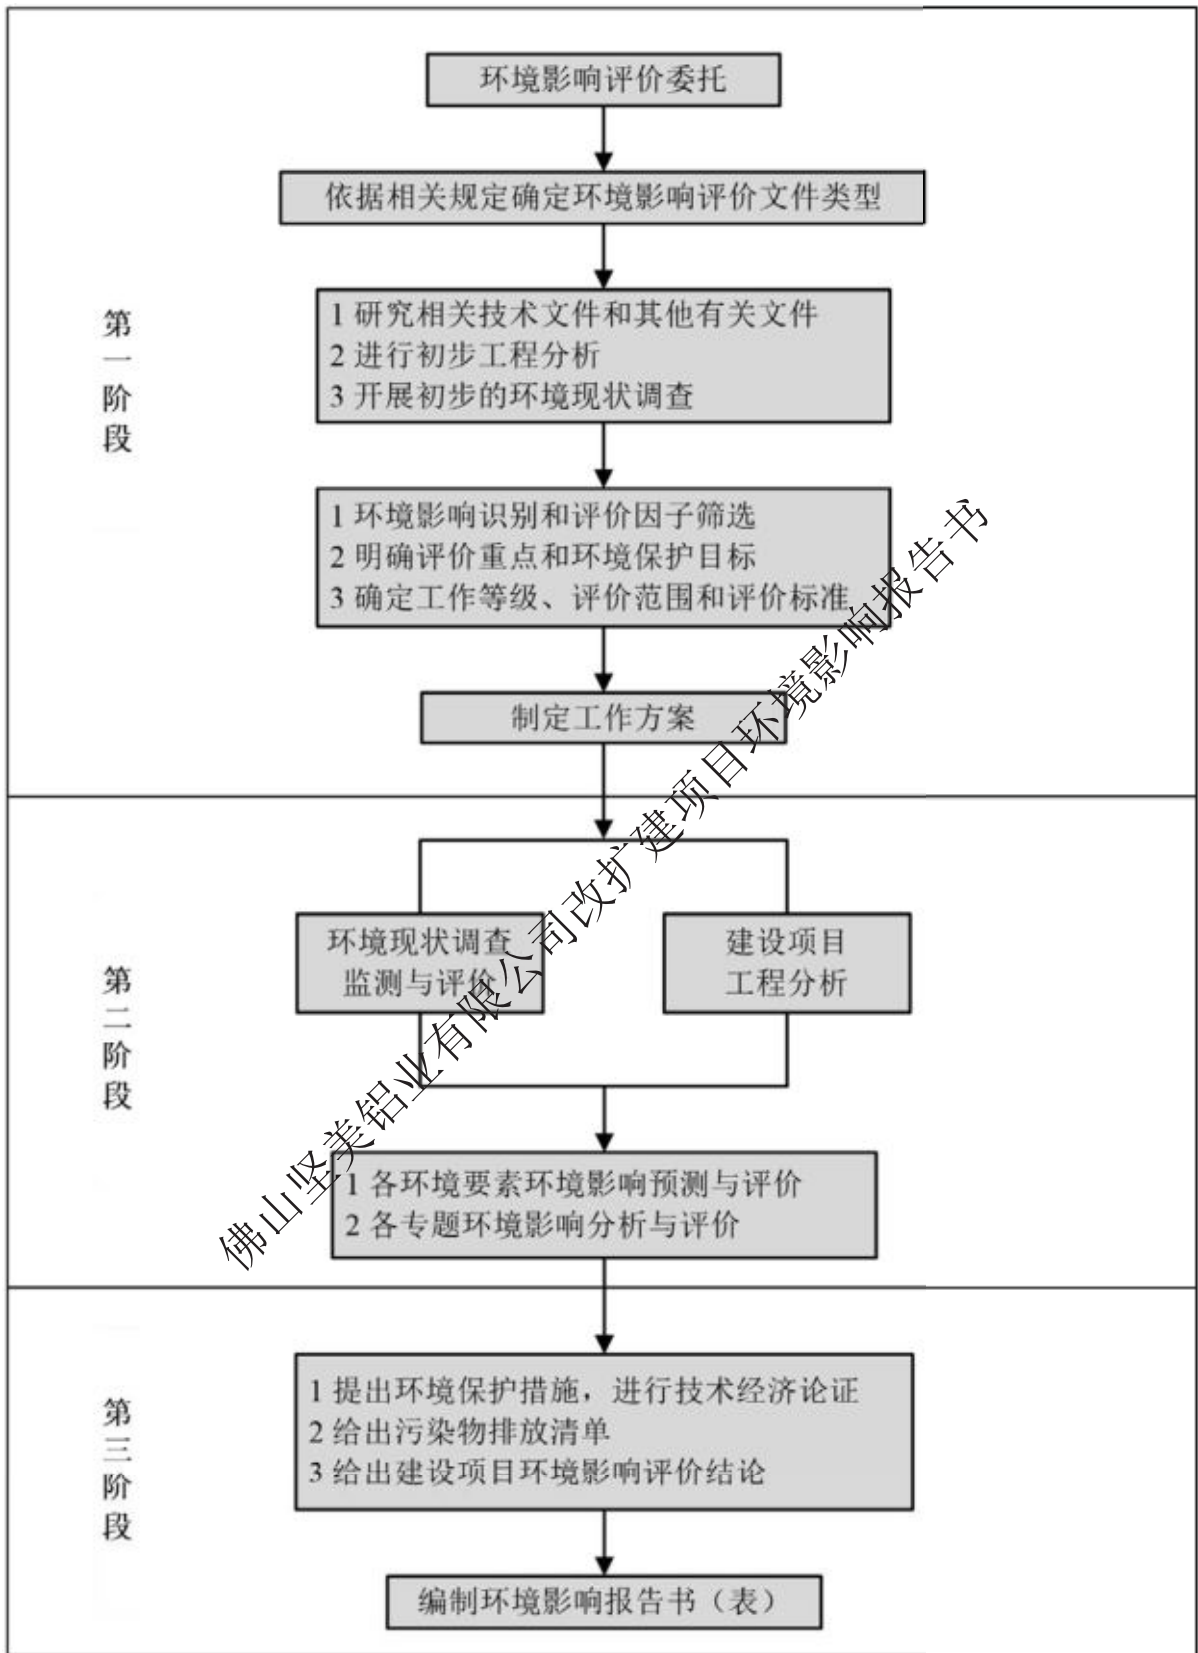 环境影响评价委托
依据相关规定确定环境影响评价文件类型
第一阶段
1 研究相关技术文件和其他有关文件
2 进行初步工程分析
3 开展初步的环境现状调查
1 环境影响识别和评价因子筛选
2 明确评价重点和环境保护目标
3 确定工作等级、评价范围和评价标准
制定工作方案
第二阶段
环境现状调查
监测与评价
建设项目
工程分析
1 各环境要素环境影响预测与评价
2 各专题环境影响分析与评价
第三阶段
1 提出环境保护措施，进行技术经济论证
2 给出污染物排放清单
3 给出建设项目环境影响评价结论
编制环境影响报告书（表）
佛山坚美铝业有限公司改扩建项目环境影响报告书